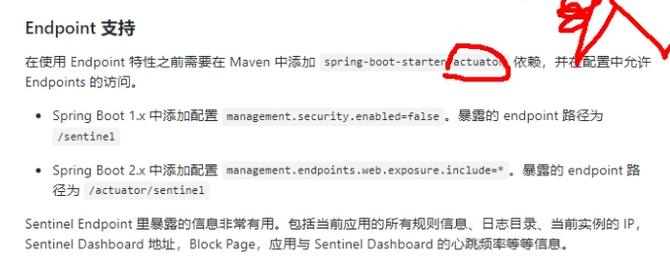 Endpoint 支持
在使用 Endpoint 特性之前需要在 Maven 中添加 spring-boot-starter-actuator 依赖，并在配置中允许
Endpoints 的访问。
• Spring Boot 1.x 中添加配置 management.security.enabled=false。暴露的 endpoint 路径为
/sentinel
• Spring Boot 2.x 中添加配置 management.endpoints.web.exposure.include=*。暴露的 endpoint 路
径为 /actuator/sentinel
Sentinel Endpoint 里暴露的信息非常有用。包括当前应用的所有规则信息、日志目录、当前实例的 IP，
Sentinel Dashboard 地址，Block Page，应用与 Sentinel Dashboard 的心跳频率等等信息。